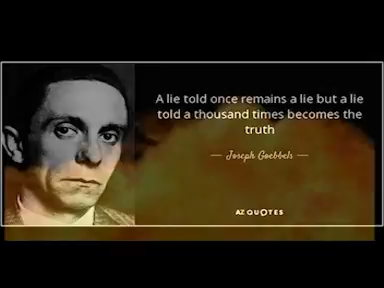 A lie told once remains a lie but a lie
told a thousand times becomes the
truth
— Joseph Goebbels —
AZ QUOTES